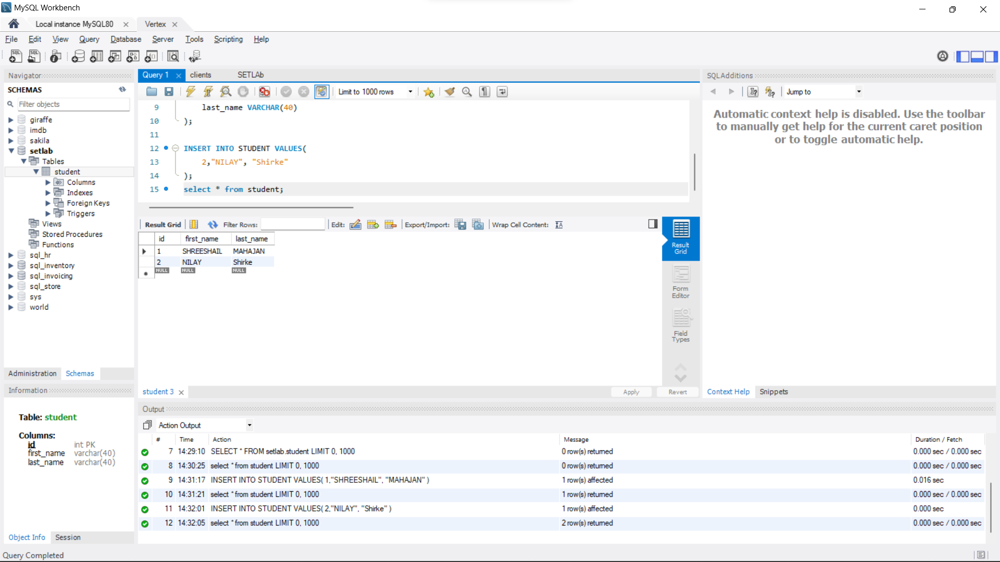 MySQL Workbench
Local instance MySQL80
Vertex
File Edit View Query Database Server Tools Scripting Help
Navigator
SCHEMAS
Filter objects
giraffe
imdb
sakila
setlab
Tables
student
Columns
Indexes
Foreign Keys
Triggers
Views
Stored Procedures
Functions
sql_hr
sql_inventory
sql_invoicing
sql_store
sys
world
Administration Schemas
Information
Table: student
Columns:
id int PK
first_name varchar(40)
last_name varchar(40)
Object Info Session
Query 1 clients SETLAb
Limit to 1000 rows
9 last_name VARCHAR(40)
10 );
11
12 INSERT INTO STUDENT VALUES(
13 2,"NILAY", "Shirke"
14 );
15 select * from student;
Result Grid Filter Rows: Edit: Export/Import: Wrap Cell Content:
id first_name last_name
1 SHREESHAIL MAHAJAN
2 NILAY Shirke
NULL NULL NULL
Result
Grid
Form
Editor
Field
Types
student 3
Apply Revert
SQLAdditions
Jump to
Automatic context help is disabled. Use the toolbar
to manually get help for the current caret position
or to toggle automatic help.
Context Help Snippets
Output
Action Output
# Time Action Message Duration / Fetch
7 14:29:10 SELECT * FROM setlab.student LIMIT 0, 1000 0 row(s) returned 0.000 sec / 0.000 sec
8 14:30:25 select * from student LIMIT 0, 1000 0 row(s) returned 0.000 sec / 0.000 sec
9 14:31:17 INSERT INTO STUDENT VALUES( 1,"SHREESHAIL", "MAHAJAN" ) 1 row(s) affected 0.016 sec
10 14:31:21 select * from student LIMIT 0, 1000 1 row(s) returned 0.000 sec / 0.000 sec
11 14:32:01 INSERT INTO STUDENT VALUES( 2,"NILAY", "Shirke" ) 1 row(s) affected 0.000 sec
12 14:32:05 select * from student LIMIT 0, 1000 2 row(s) returned 0.000 sec / 0.000 sec
Query Completed